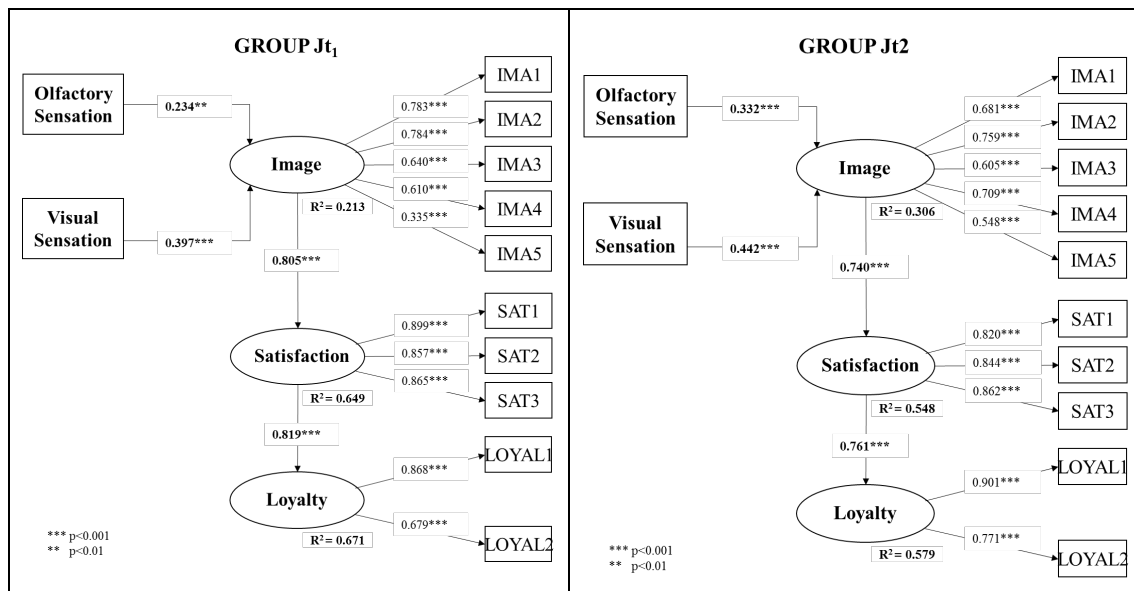 GROUP Jt₁
Olfactory
Sensation
0.234**
Visual
Sensation
0.397***
Image
R² = 0.213
0.783***
0.784***
0.640***
0.610***
0.335***
IMA1
IMA2
IMA3
IMA4
IMA5
0.805***
Satisfaction
R² = 0.649
0.899***
0.857***
0.865***
SAT1
SAT2
SAT3
0.819***
Loyalty
R² = 0.671
0.868***
0.679***
LOYAL1
LOYAL2
*** p<0.001
** p<0.01
GROUP Jt2
Olfactory
Sensation
0.332***
Visual
Sensation
0.442***
Image
R² = 0.306
0.681***
0.759***
0.605***
0.709***
0.548***
IMA1
IMA2
IMA3
IMA4
IMA5
0.740***
Satisfaction
R² = 0.548
0.820***
0.844***
0.862***
SAT1
SAT2
SAT3
0.761***
Loyalty
R² = 0.579
0.901***
0.771***
LOYAL1
LOYAL2
*** p<0.001
** p<0.01